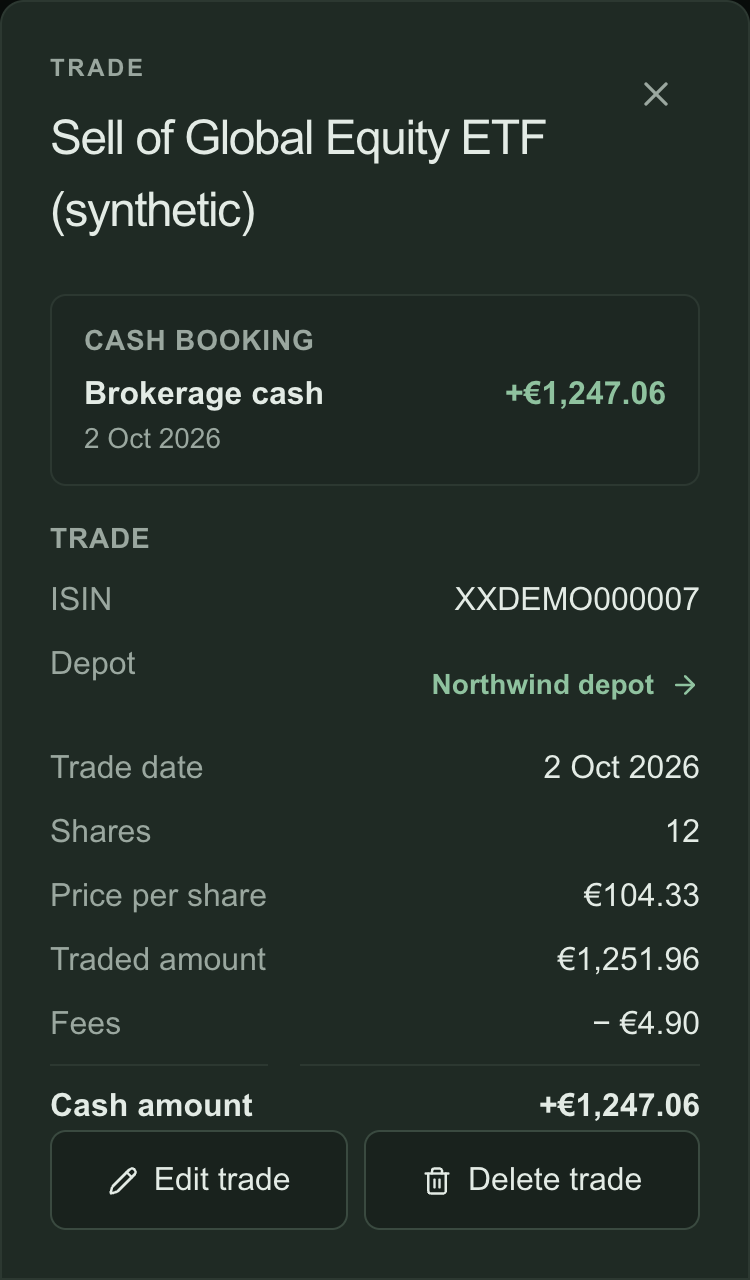 TRADE
Sell of Global Equity ETF
(synthetic)
CASH BOOKING
Brokerage cash +€1,247.06
2 Oct 2026
TRADE
ISIN XXDEMO000007
Depot Northwind depot →
Trade date 2 Oct 2026
Shares 12
Price per share €104.33
Traded amount €1,251.96
Fees − €4.90
Cash amount +€1,247.06
Edit trade Delete trade